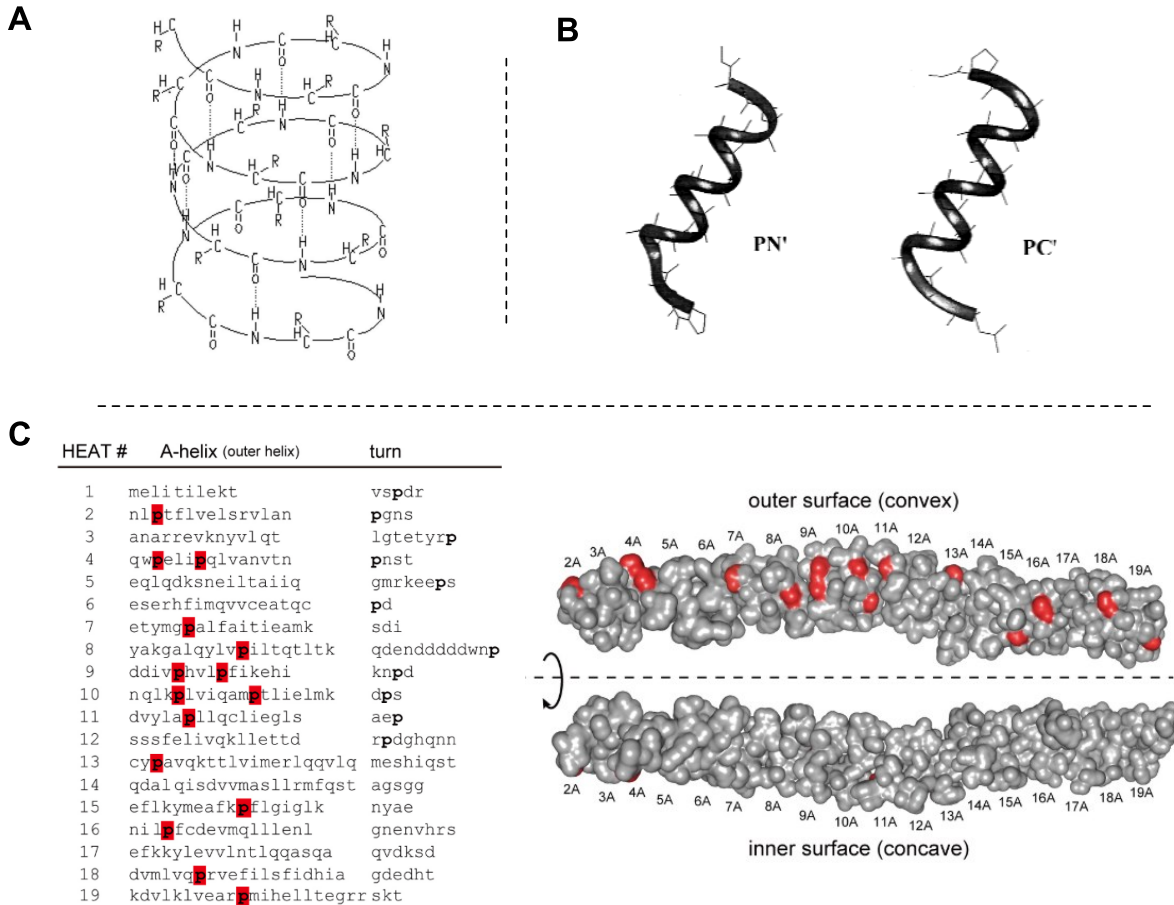 A
H C H C R H C
R N O H
N
H C C H R
R O N H C C
O
C H C R H C R
O N O H C
H C H H
H N C R C N
N O O
H H C H
C R N
H O R C
N H O
R C C N H C R
O
H C H H
R N
C H R C
O N H C O
B
PN'
PC'
C
HEAT # A-helix (outer helix) turn
1 melitilekt vspdr
2 nlptflvelsrvlan pgns
3 anarrevknyvlqt lgtetyrp
4 qwpelipqlvanvtn pnst
5 eqlqdksneiltaiiq gmrkeeps
6 eserhfimqvvceatqc pd
7 etymgpalfaitieamk sdi
8 yakgalqylvpiltqtltk qdendddddwnp
9 ddivphvlpfikehi knpd
10 nqlkplviqamptlielmk dps
11 dvylapllqcliegls aep
12 sssfelivqkllettd rpdghqnn
13 cypavqkttlvimerlqqvlq meshiqst
14 qdalqisdvvmasllrmfqst agsgg
15 eflkymeafkpflgiglk nyae
16 nilpfcdevmqlllenl gnenvhrs
17 efkkylevvlntlqqasqa qvdksd
18 dvmlvqprvefilsfidhia gdedht
19 kdvlklvearpmihelltegrr skt
outer surface (convex)
2A 3A 4A 5A 6A 7A 8A 9A 10A 11A 12A 13A 14A 15A 16A 17A 18A 19A
2A 3A 4A 5A 6A 7A 8A 9A 10A 11A 12A 13A 14A 15A 16A 17A 18A 19A
inner surface (concave)